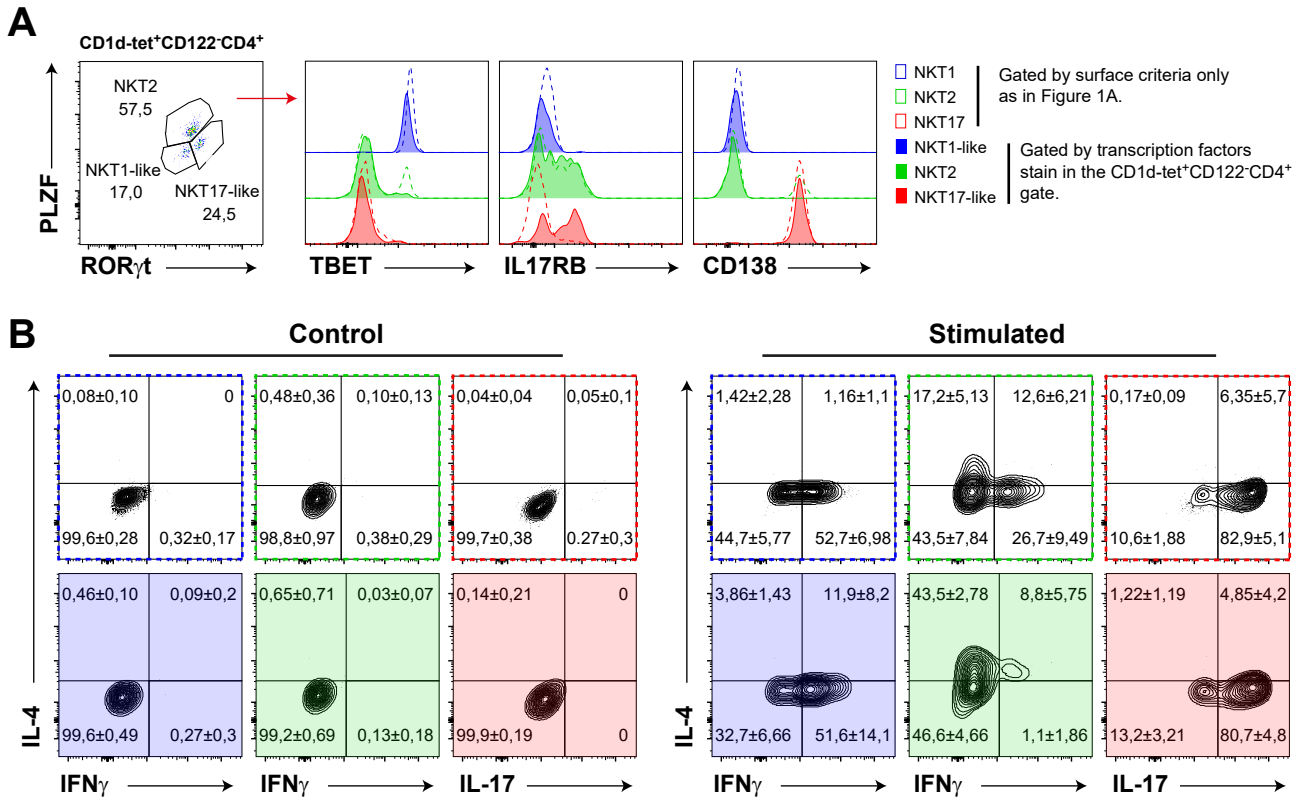 A
CD1d-tet⁺CD122⁻CD4⁺
PLZF
NKT2
57,5
NKT1-like
17,0
NKT17-like
24,5
RORγt
TBET
IL17RB
CD138
NKT1
NKT2
NKT17
Gated by surface criteria only
as in Figure 1A.
NKT1-like
NKT2
NKT17-like
Gated by transcription factors
stain in the CD1d-tet⁺CD122⁻CD4⁺
gate.
B
Control
Stimulated
0,08±0,10 0
99,6±0,28 0,32±0,17
0,48±0,36 0,10±0,13
98,8±0,97 0,38±0,29
0,04±0,04 0,05±0,1
99,7±0,38 0,27±0,3
1,42±2,28 1,16±1,1
44,7±5,77 52,7±6,98
17,2±5,13 12,6±6,21
43,5±7,84 26,7±9,49
0,17±0,09 6,35±5,7
10,6±1,88 82,9±5,1
0,46±0,10 0,09±0,2
99,6±0,49 0,27±0,3
0,65±0,71 0,03±0,07
99,2±0,69 0,13±0,18
0,14±0,21 0
99,9±0,19 0
3,86±1,43 11,9±8,2
32,7±6,66 51,6±14,1
43,5±2,78 8,8±5,75
46,6±4,66 1,1±1,86
1,22±1,19 4,85±4,2
13,2±3,21 80,7±4,8
IL-4
IFNγ
IFNγ
IL-17
IL-4
IFNγ
IFNγ
IL-17